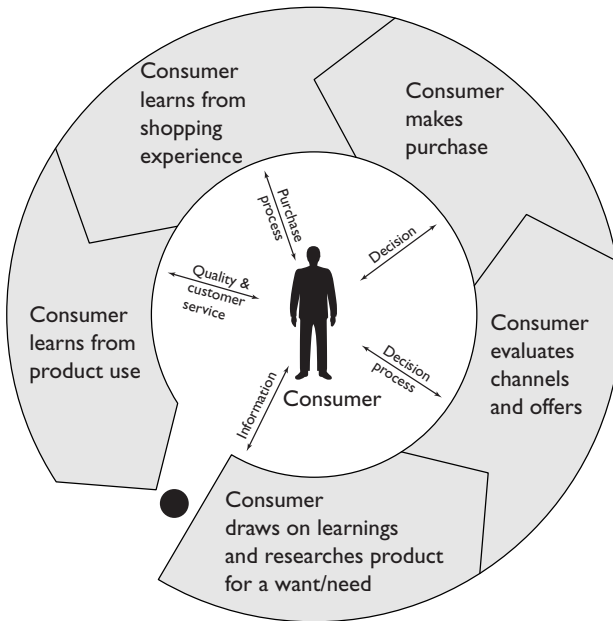 Consumer
learns from
shopping
experience
Consumer
makes
purchase
Purchase
process
Decision
Quality &
customer
service
Consumer
learns from
product use
Consumer
evaluates
channels
and offers
Decision
process
Information
Consumer
Consumer
draws on learnings
and researches product
for a want/need